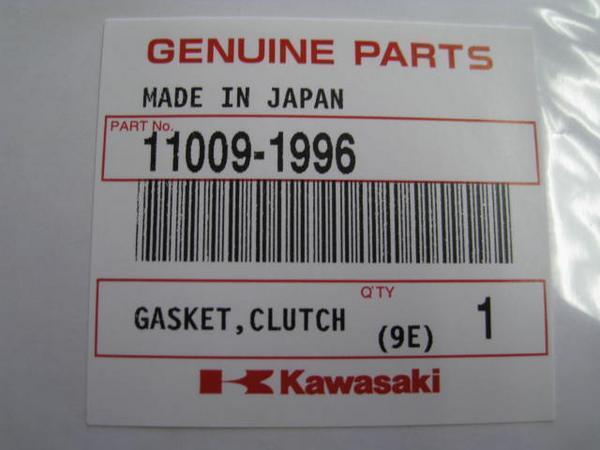 GENUINE PARTS
MADE IN JAPAN
PART No.
11009-1996
Q'TY
GASKET,CLUTCH (9E) 1
Kawasaki